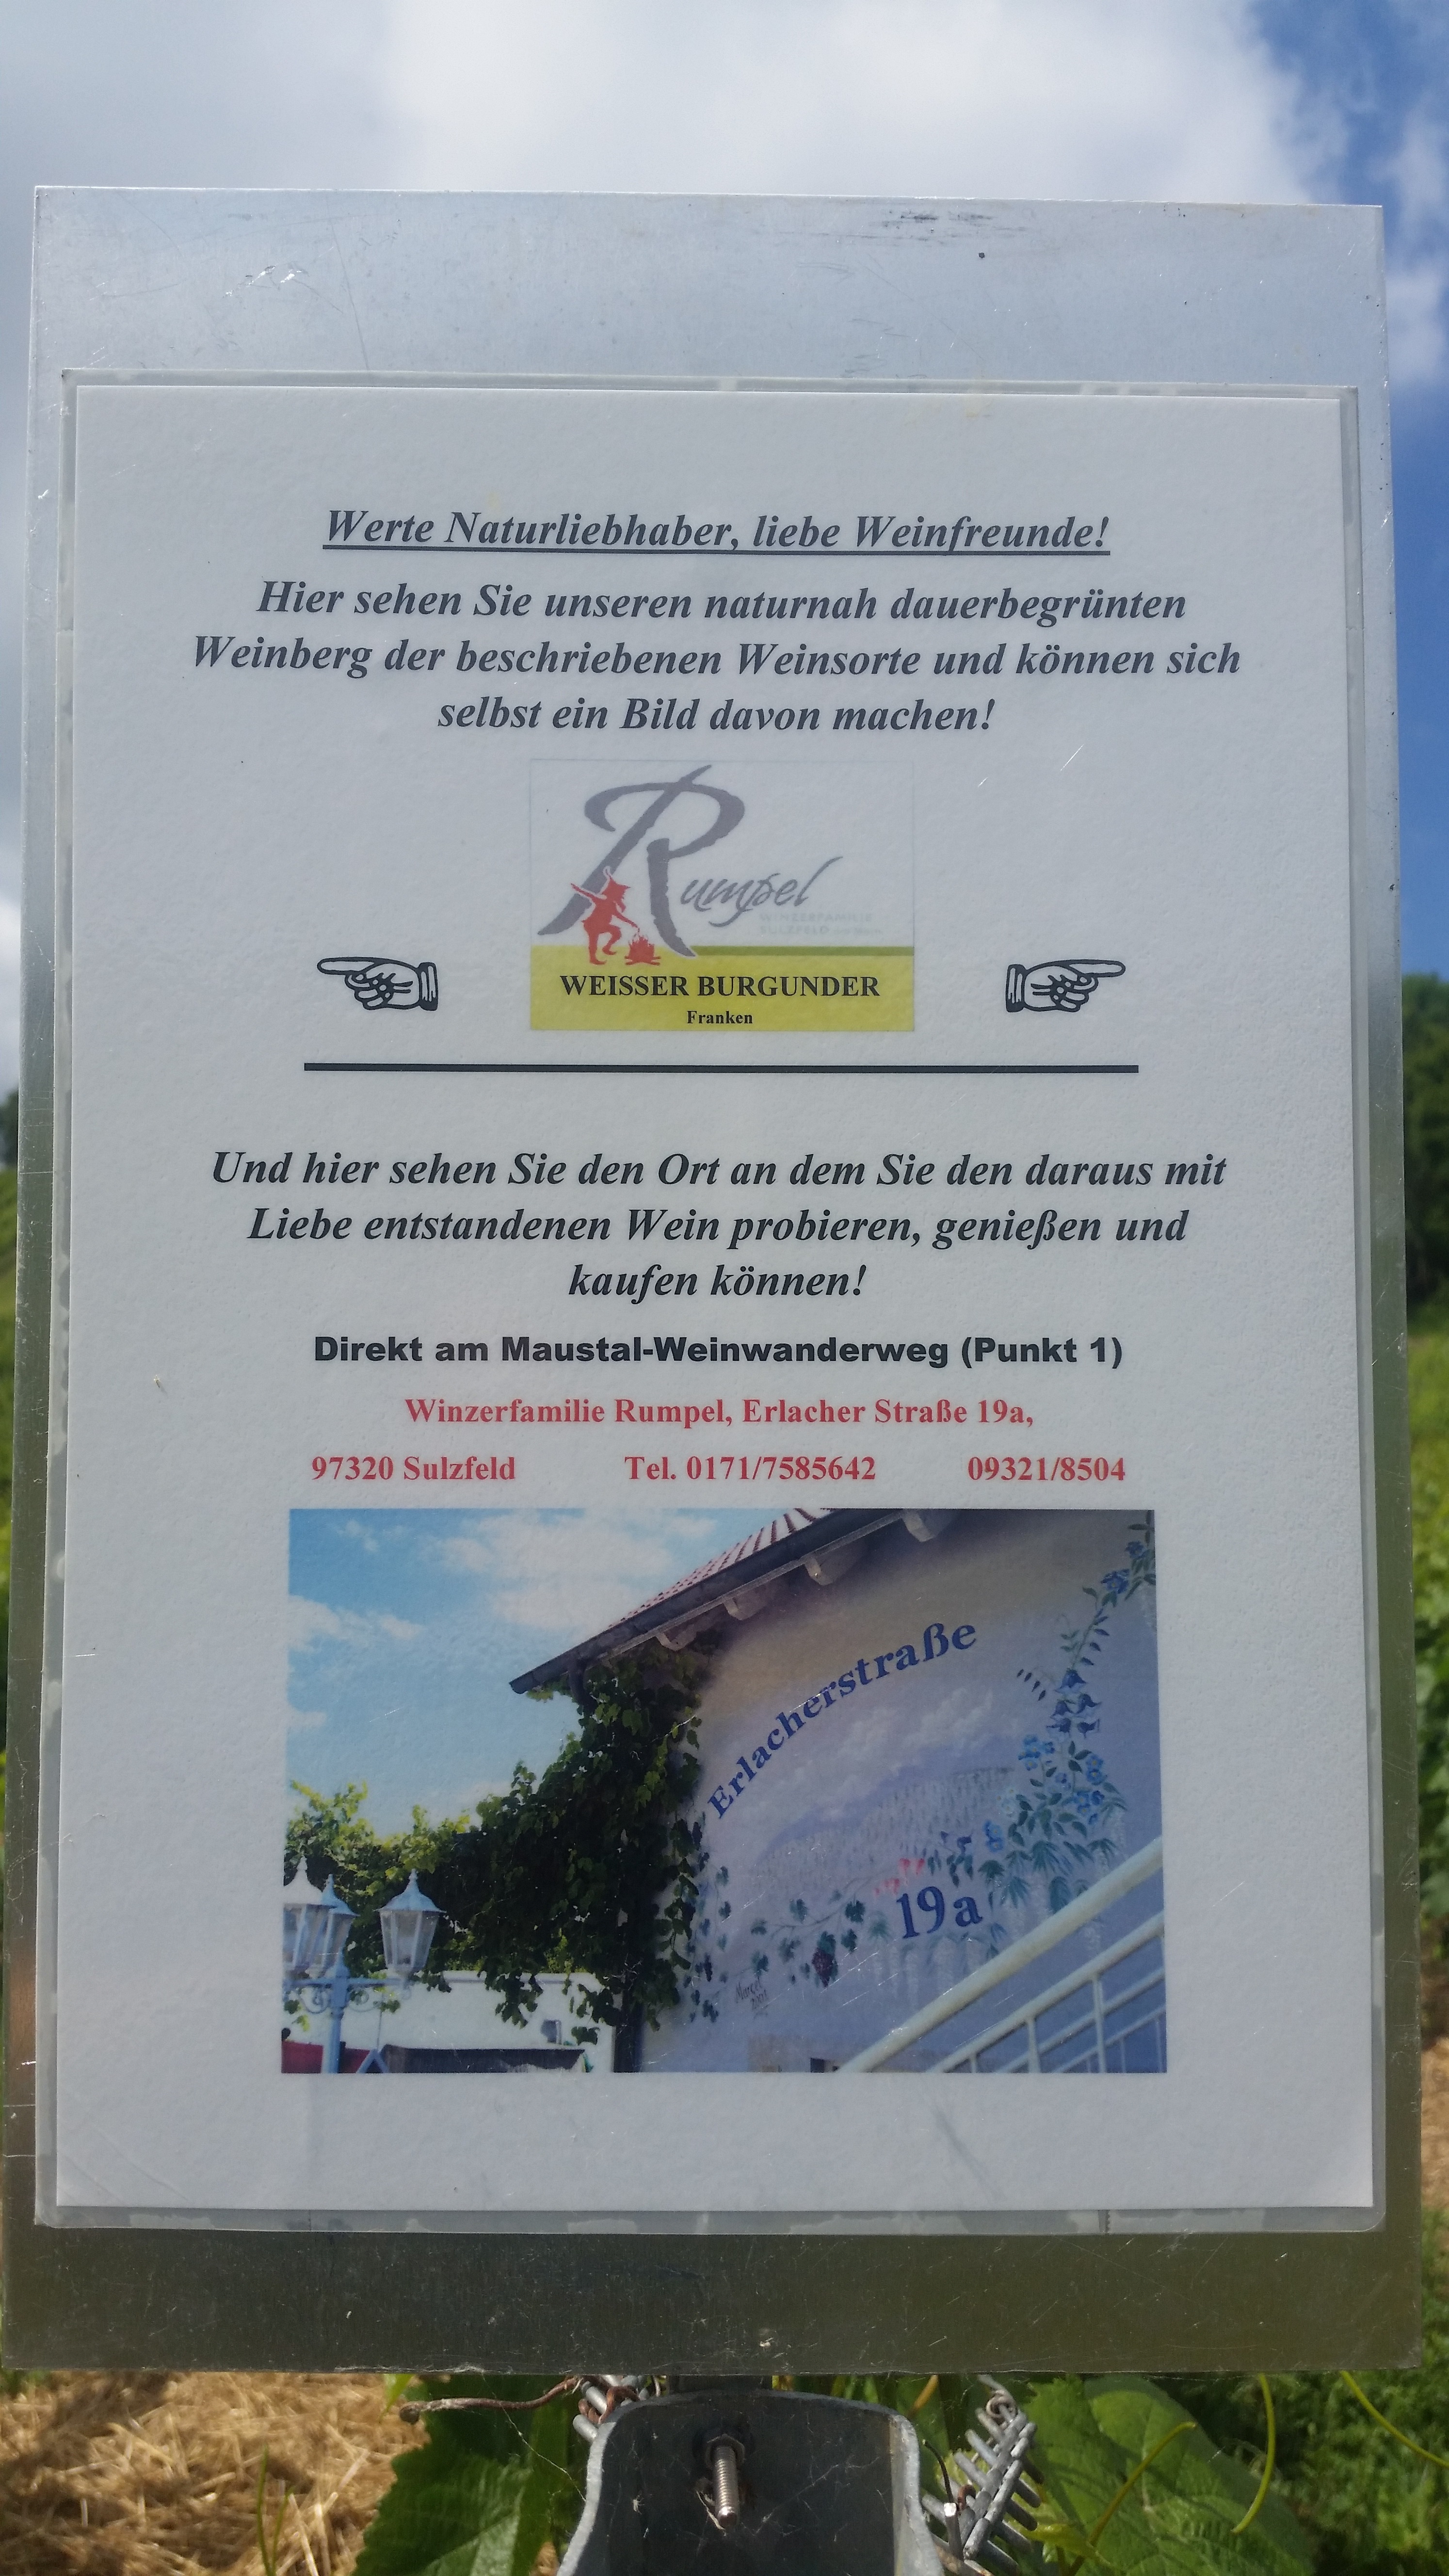 Werte Naturliebhaber, liebe Weinfreunde!
Hier sehen Sie unseren naturnah dauerbegrünten
Weinberg der beschriebenen Weinsorte und können sich
selbst ein Bild davon machen!
Rumpel
WINZERFAMILIE
SULZFELD
WEISSER BURGUNDER
Franken
Und hier sehen Sie den Ort an dem Sie den daraus mit
Liebe entstandenen Wein probieren, genießen und
kaufen können!
Direkt am Maustal-Weinwanderweg (Punkt 1)
Winzerfamilie Rumpel, Erlacher Straße 19a,
97320 Sulzfeld Tel. 0171/7585642 09321/8504
Erlacherstraße
19a